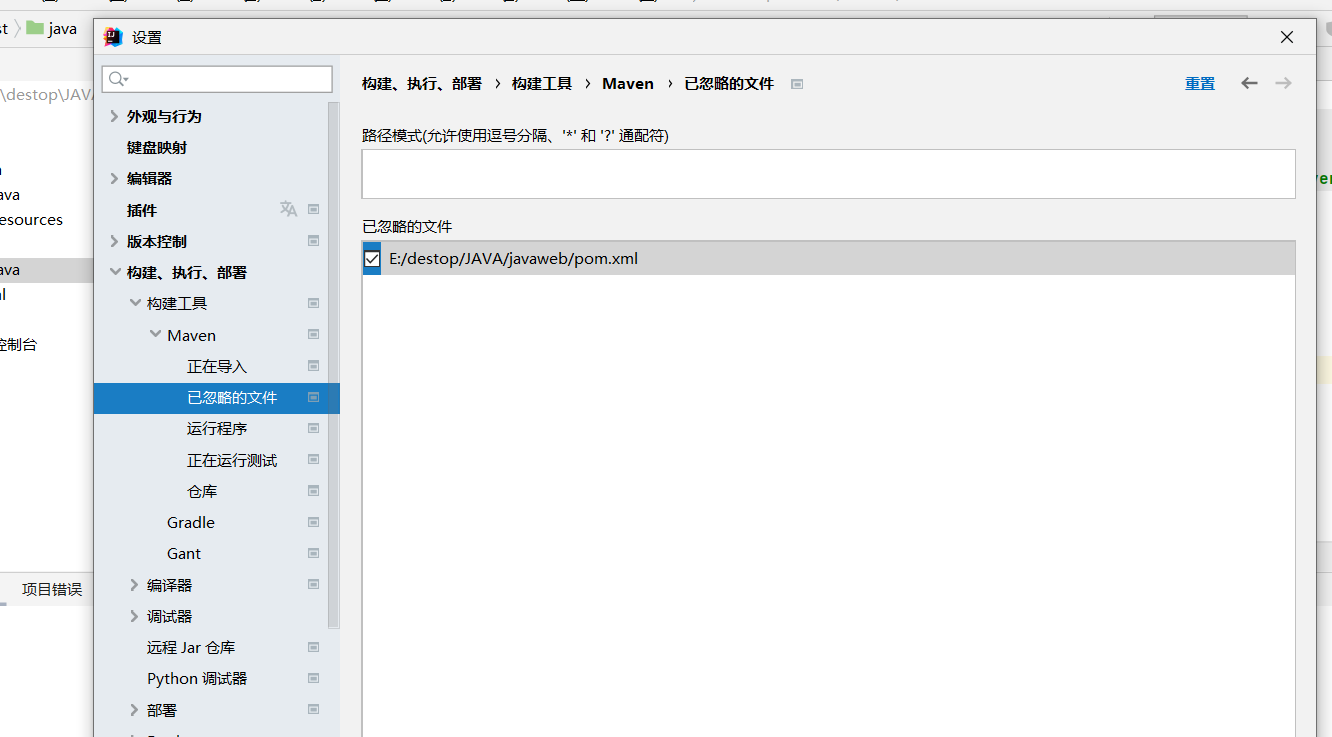 java
设置
\destop\JAV
构建、执行、部署 › 构建工具 › Maven › 已忽略的文件
重置
路径模式(允许使用逗号分隔、'*' 和 '?' 通配符)
已忽略的文件
E:/destop/JAVA/javaweb/pom.xml
外观与行为
键盘映射
编辑器
插件
版本控制
构建、执行、部署
构建工具
Maven
正在导入
已忽略的文件
运行程序
正在运行测试
仓库
Gradle
Gant
编译器
调试器
远程 Jar 仓库
Python 调试器
部署
ava
esources
ava
控制台
项目错误